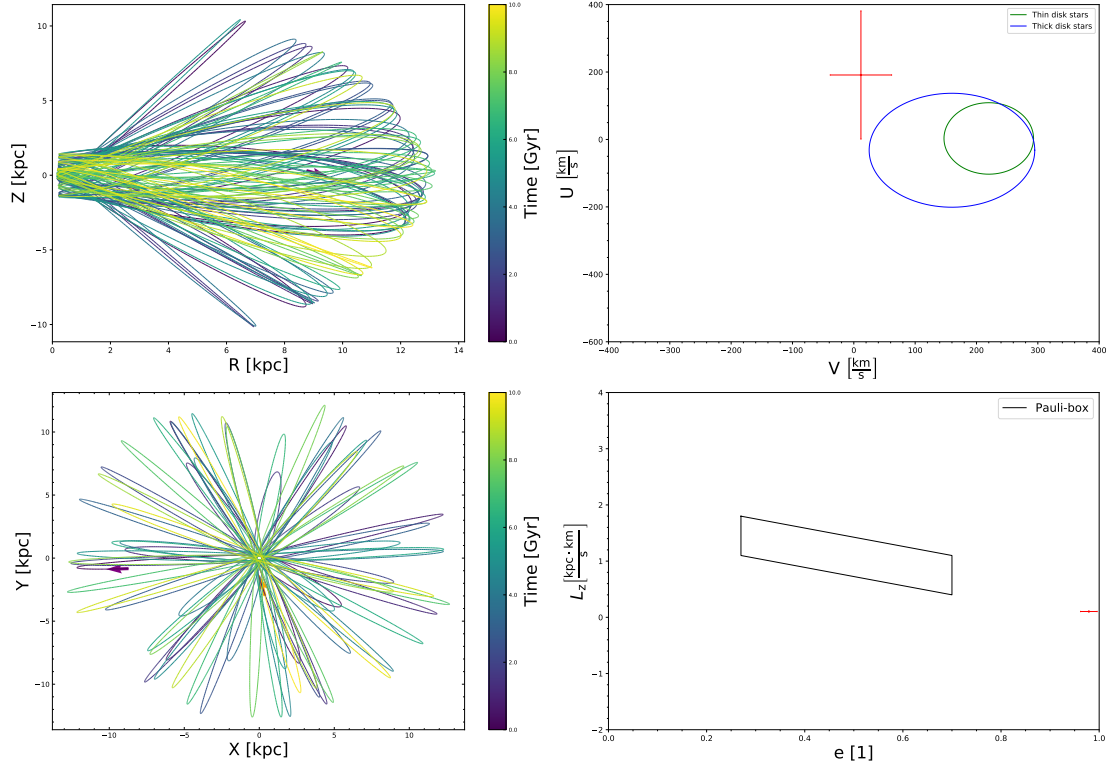 10
5
0
−5
−10
Z [kpc]
0 2 4 6 8 10 12 14
R [kpc]
10.0
8.0
6.0
4.0
2.0
0.0
Time [Gyr]
400
200
0
−200
−400
−600
U [km/s]
−400 −300 −200 −100 0 100 200 300 400
V [km/s]
Thin disk stars
Thick disk stars
10
5
0
−5
−10
Y [kpc]
−10 −5 0 5 10
X [kpc]
10.0
8.0
6.0
4.0
2.0
0.0
Time [Gyr]
4
3
2
1
0
−1
−2
L_z [kpc·km/s]
0.0 0.2 0.4 0.6 0.8 1.0
e [1]
Pauli-box